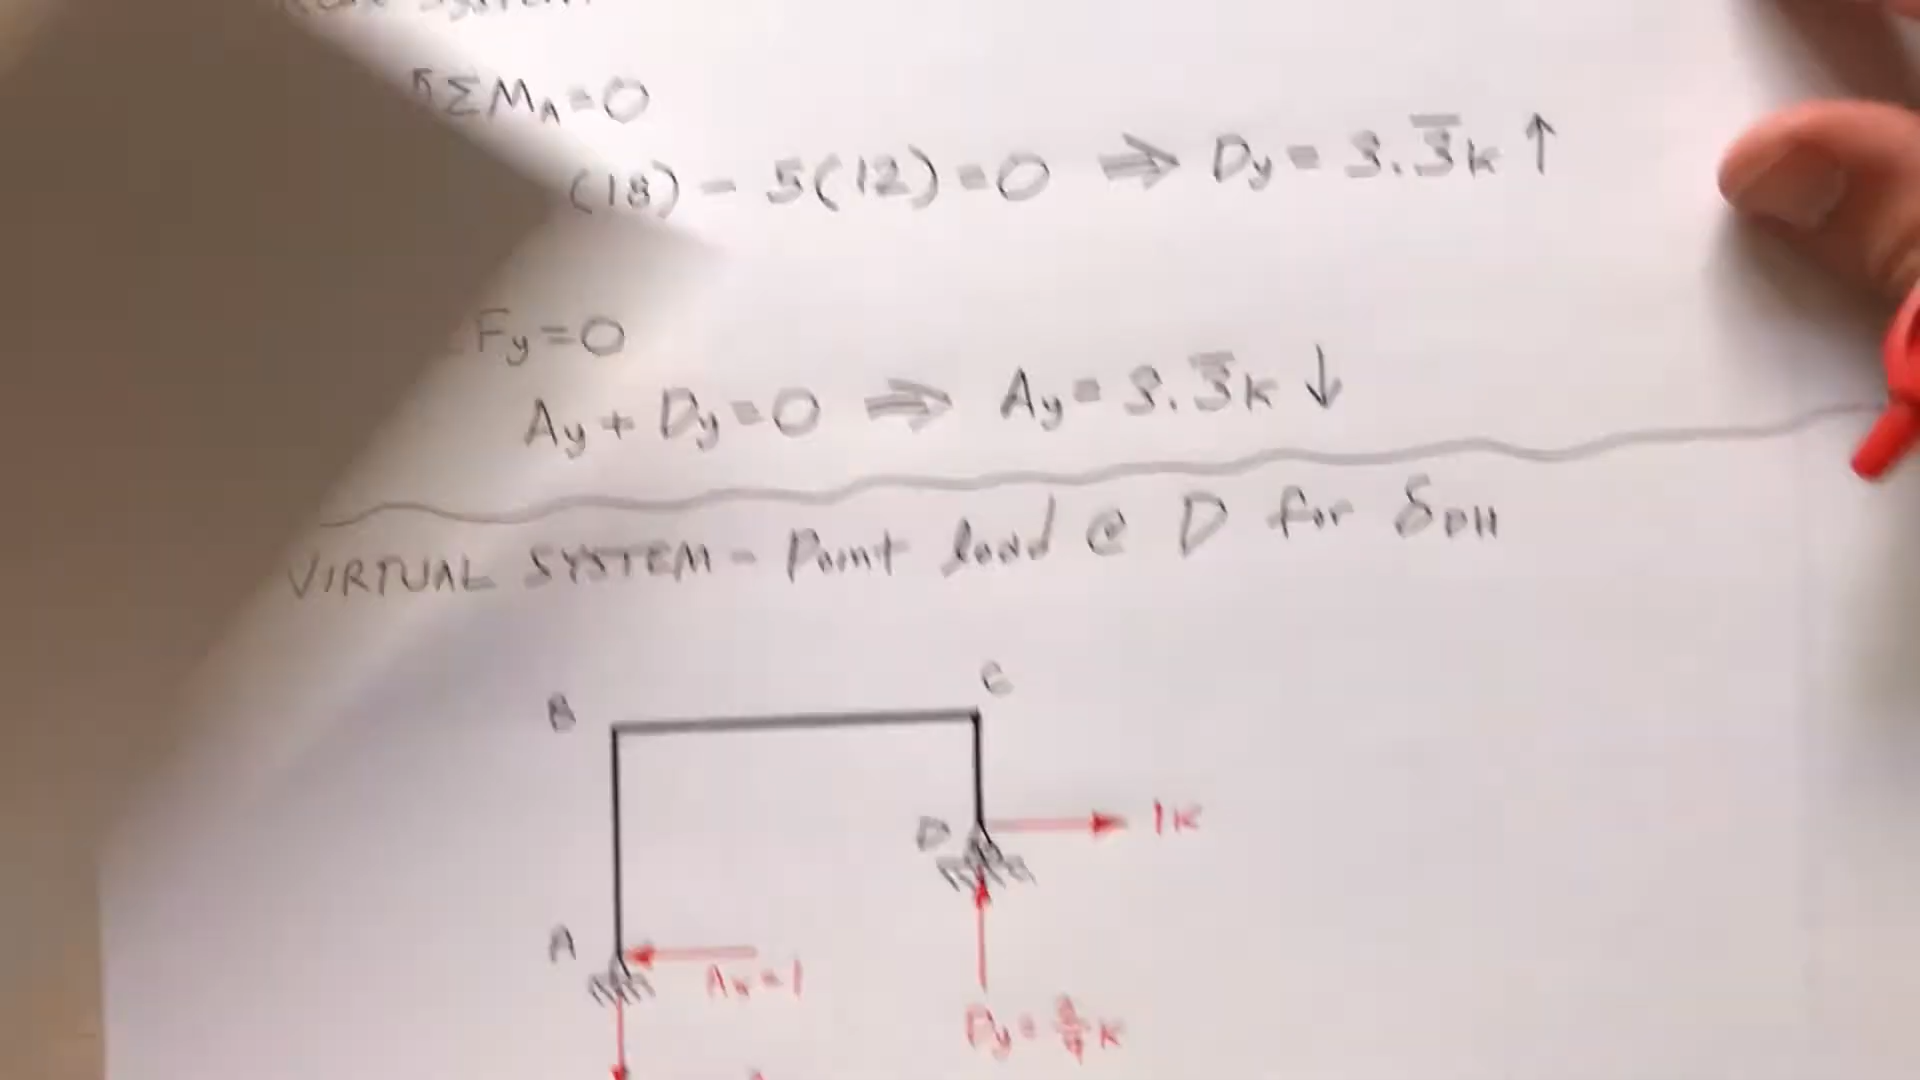 ↰ΣM_A=0
(18) - 5(12)=0 ⇒ Dy = 3.3̅k ↑
Fy=0
Ay + Dy=0 ⇒ Ay= 3.3̅k ↓
VIRTUAL SYSTEM - Point load @ D for δDH
B C
D 1K
A Ax=1
Dy = K